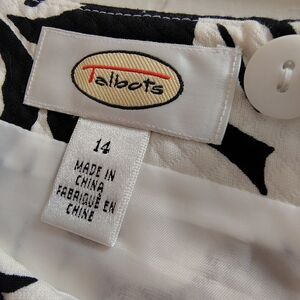 Talbots
14
MADE IN
CHINA
FABRIQUÉ EN
CHINE